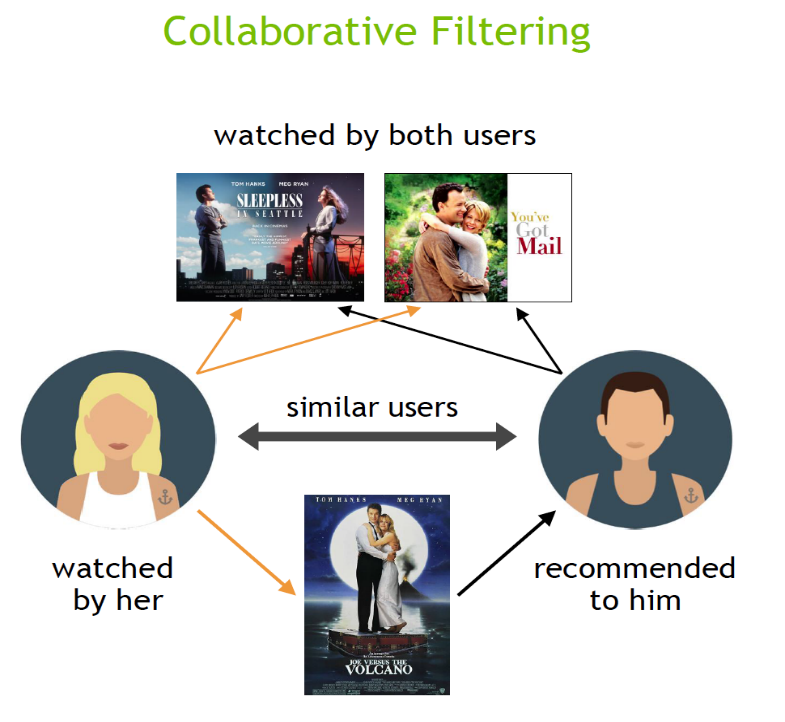 Collaborative Filtering
watched by both users
TOM HANKS MEG RYAN
SLEEPLESS
IN SEATTLE
You've
Got
Mail
similar users
TOM HANKS MEG RYAN
JOE VERSUS THE
VOLCANO
watched
by her
recommended
to him